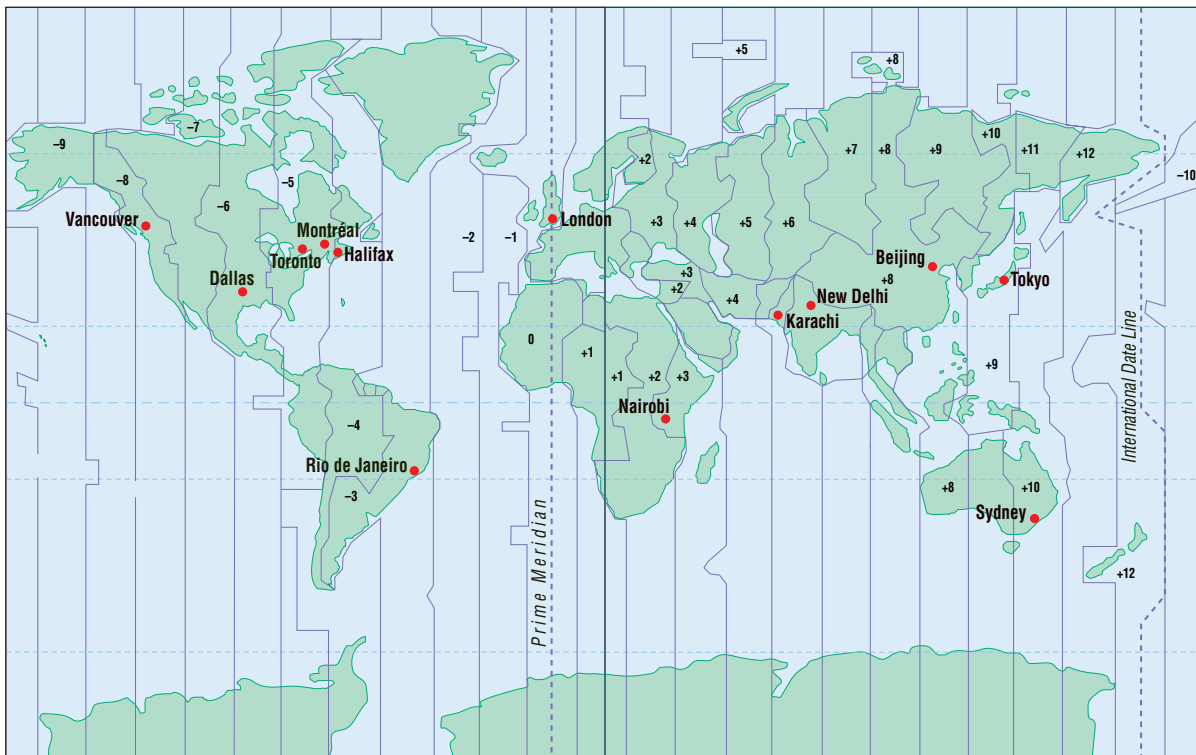 +5
+8
–7
–9
+10
+2
+7
+8
+9
+11
+12
–10
–8
–5
–6
Vancouver
Montréal
Toronto
Halifax
–2
–1
London
+3
+4
+5
+6
Beijing
+8
Dallas
+3
+2
+4
New Delhi
Karachi
Tokyo
0
+1
+1
+2
+3
+9
Nairobi
International Date Line
–4
Rio de Janeiro
–3
+8
+10
Sydney
Prime Meridian
+12